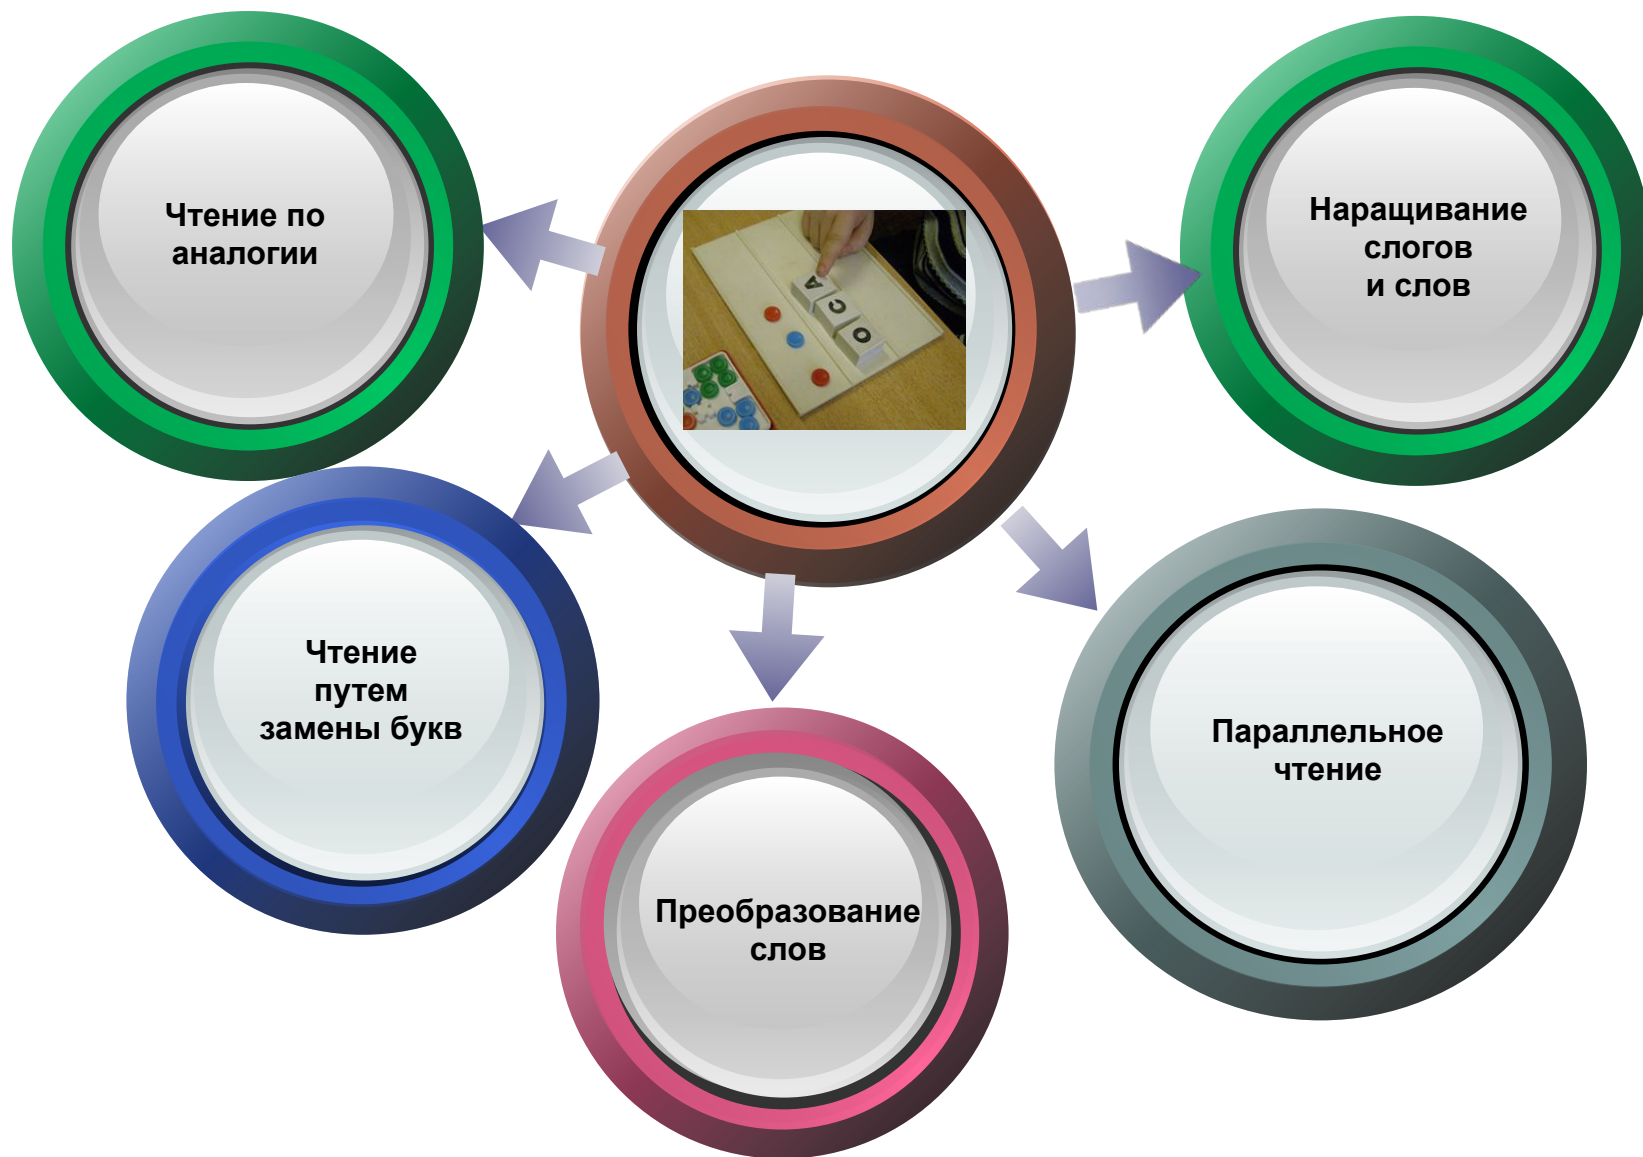 Чтение по
аналогии
Наращивание
слогов
и слов
О С А
Чтение
путем
замены букв
Параллельное
чтение
Преобразование
слов